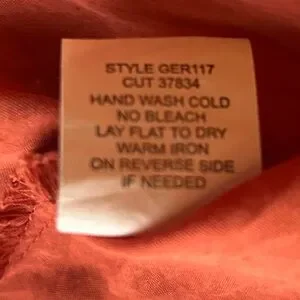 STYLE GER117
CUT 37834
HAND WASH COLD
NO BLEACH
LAY FLAT TO DRY
WARM IRON
ON REVERSE SIDE
IF NEEDED